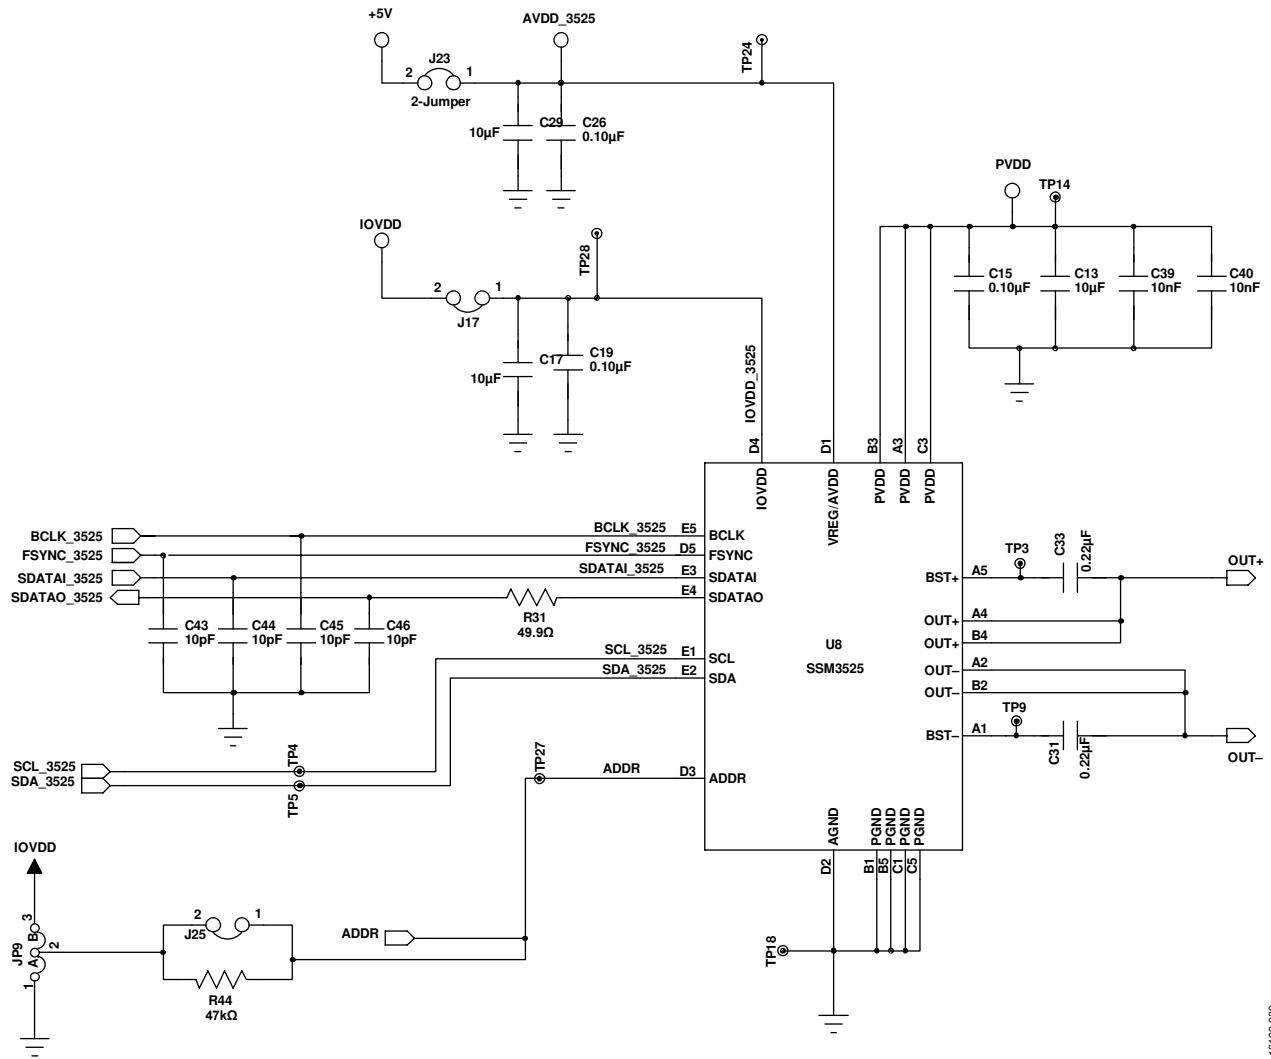 +5V
AVDD_3525
J23
2 1
2-Jumper
TP24
10µF
C29
C26
0.10µF
PVDD
TP14
IOVDD
TP28
2 1
J17
C15
0.10µF
C13
10µF
C39
10nF
C40
10nF
10µF
C17
C19
0.10µF
IOVDD_3525
D4
D1
B3
A3
C3
IOVDD
VREG/AVDD
PVDD
PVDD
PVDD
BCLK_3525
BCLK_3525 E5 BCLK
FSYNC_3525
FSYNC_3525 D5 FSYNC
SDATAI_3525
SDATAI_3525 E3 SDATAI
SDATAO_3525
E4 SDATAO
R31
49.9Ω
C43
10pF
C44
10pF
C45
10pF
C46
10pF
SCL_3525 E1 SCL
SDA_3525 E2 SDA
U8
SSM3525
BST+ A5
TP3
C33
0.22µF
OUT+
OUT+ A4
OUT+ B4
OUT– A2
OUT– B2
BST– A1
TP9
C31
0.22µF
OUT–
SCL_3525
SDA_3525
TP4
TP5
TP27
ADDR D3 ADDR
AGND
PGND
PGND
PGND
PGND
D2
B1
B5
C1
C5
IOVDD
JP9
3
B
2
A
1
2 1
J25
R44
47kΩ
ADDR
TP18